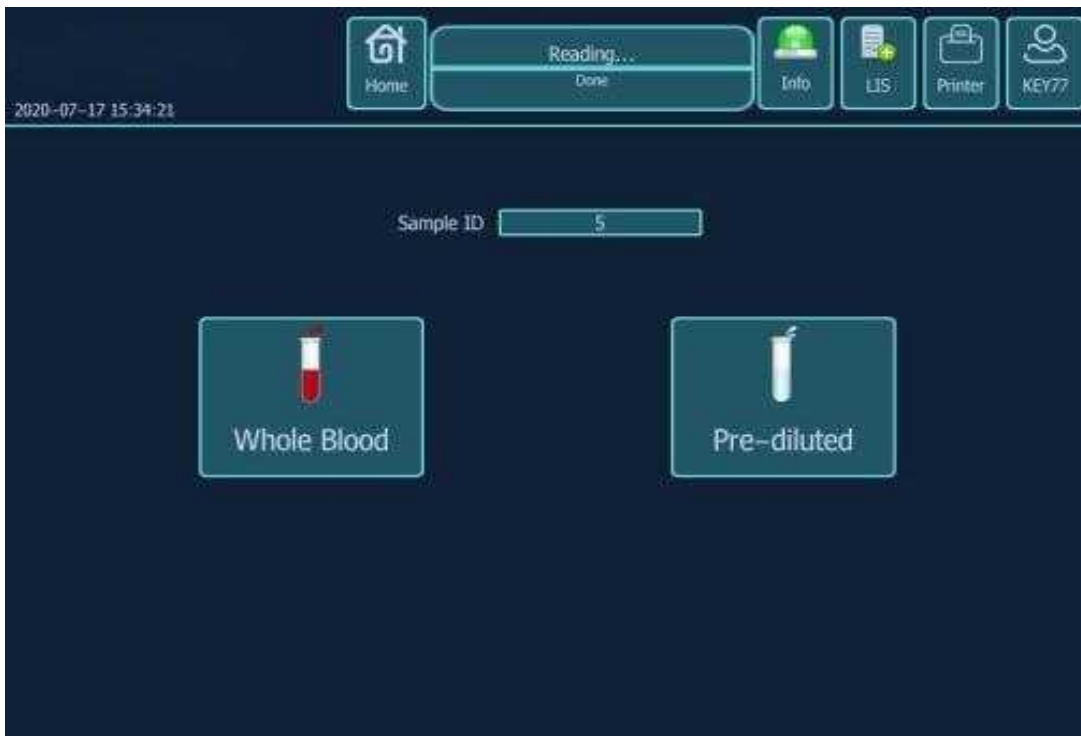 Home
Reading...
Done
Info
LIS
Printer
KEY77
2020-07-17 15:34:21
Sample ID
5
Whole Blood
Pre-diluted